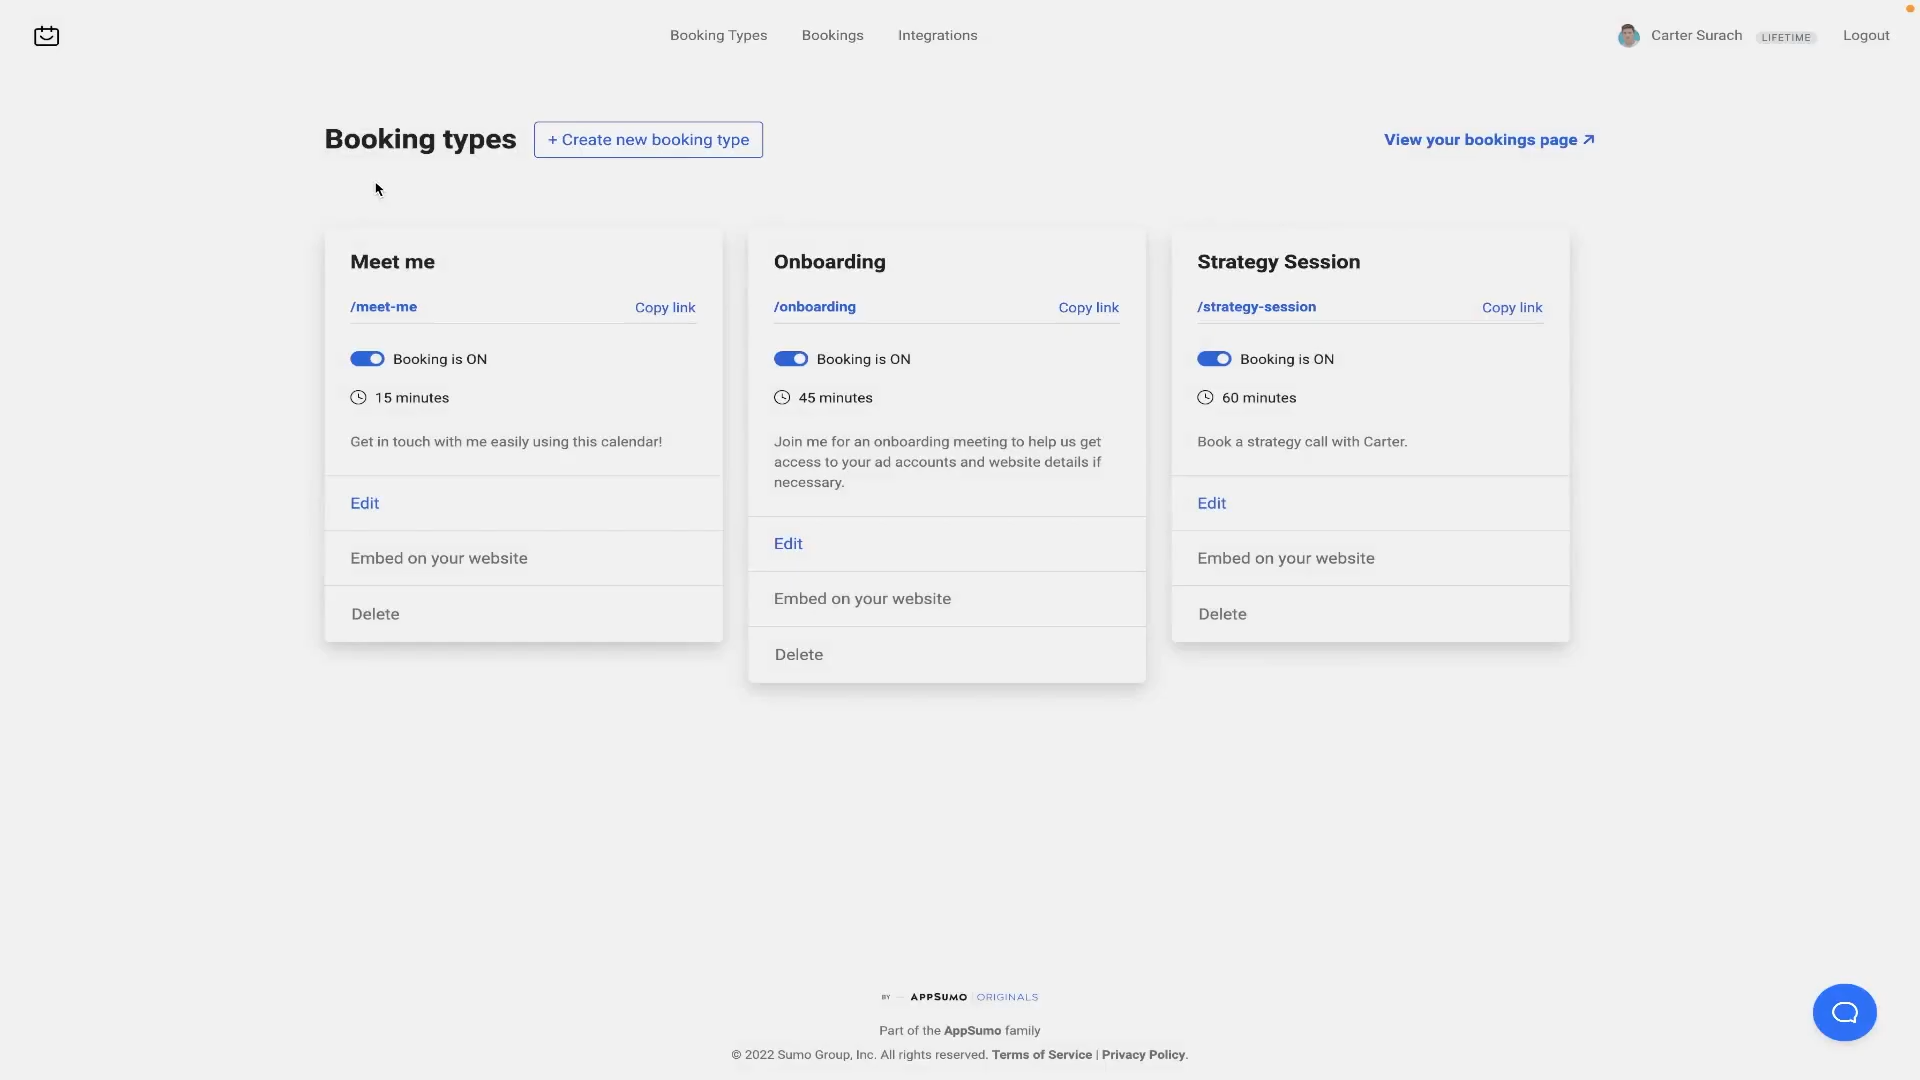 Booking Types
Bookings
Integrations
Carter Surach
LIFETIME
Logout
Booking types
+ Create new booking type
View your bookings page
Meet me
/meet-me
Copy link
Booking is ON
15 minutes
Get in touch with me easily using this calendar!
Edit
Embed on your website
Delete
Onboarding
/onboarding
Copy link
Booking is ON
45 minutes
Join me for an onboarding meeting to help us get
access to your ad accounts and website details if
necessary.
Edit
Embed on your website
Delete
Strategy Session
/strategy-session
Copy link
Booking is ON
60 minutes
Book a strategy call with Carter.
Edit
Embed on your website
Delete
BY — APPSUMO | ORIGINALS
Part of the AppSumo family
© 2022 Sumo Group, Inc. All rights reserved. Terms of Service | Privacy Policy.